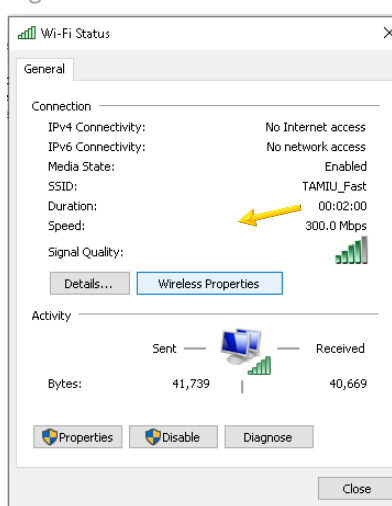 Wi-Fi Status
General
Connection
IPv4 Connectivity: No Internet access
IPv6 Connectivity: No network access
Media State: Enabled
SSID: TAMIU_Fast
Duration: 00:02:00
Speed: 300.0 Mbps
Signal Quality:
Details... Wireless Properties
Activity
Sent — — Received
Bytes: 41,739 | 40,669
Properties Disable Diagnose
Close